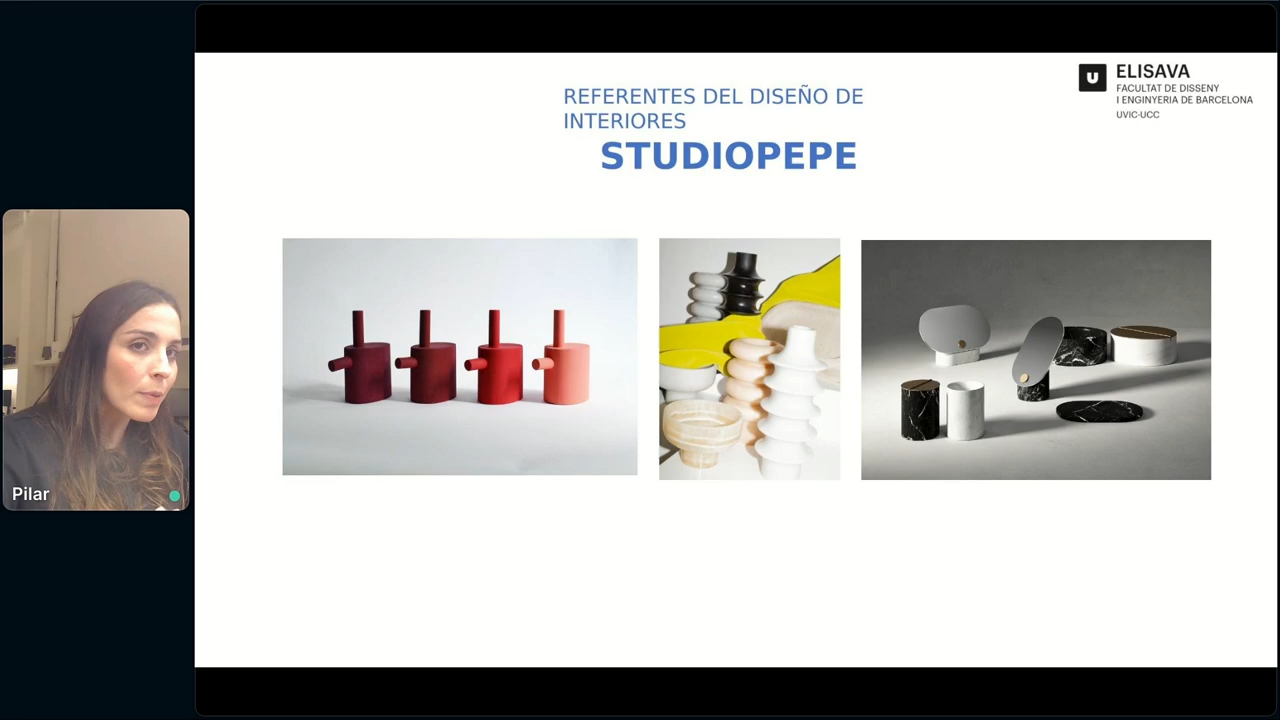 REFERENTES DEL DISEÑO DE
INTERIORES
STUDIOPEPE
U ELISAVA
FACULTAT DE DISSENY
I ENGINYERIA DE BARCELONA
UVIC·UCC
Pilar